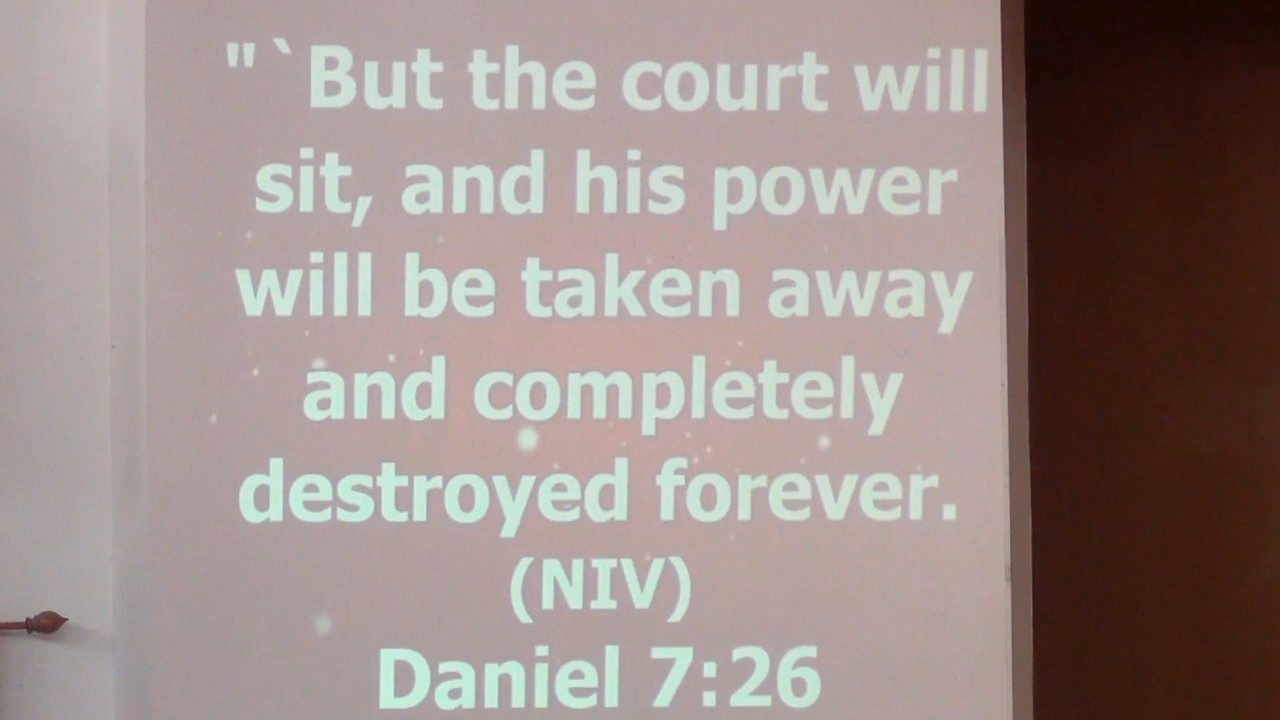 "`But the court will
sit, and his power
will be taken away
and completely
destroyed forever.
(NIV)
Daniel 7:26